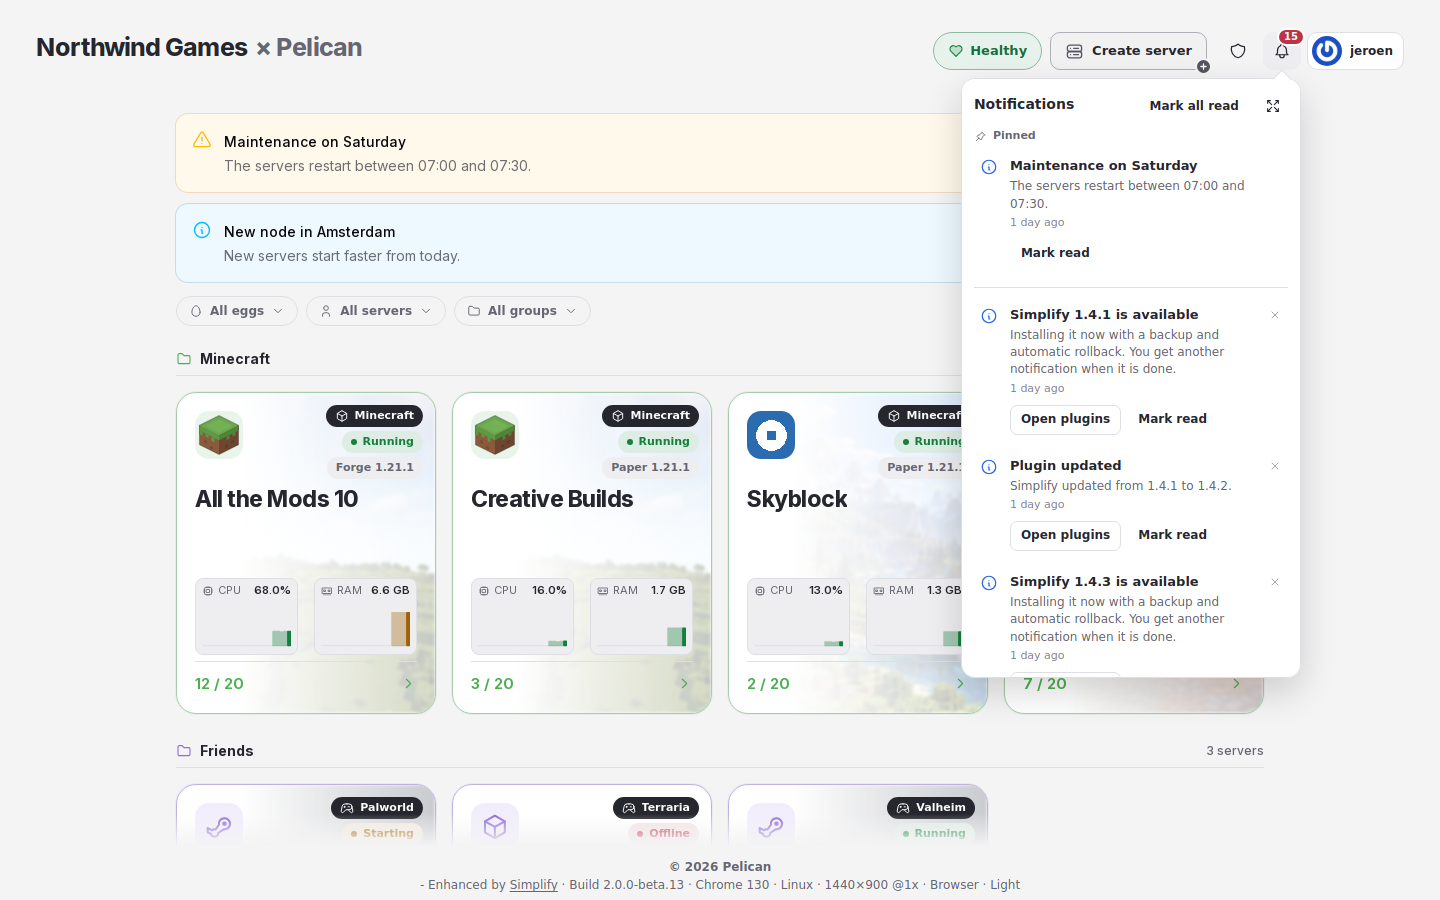 Northwind Games × Pelican
Healthy
Create server
15
jeroen
Maintenance on Saturday
The servers restart between 07:00 and 07:30.
New node in Amsterdam
New servers start faster from today.
All eggs
All servers
All groups
Notifications
Mark all read
Pinned
Maintenance on Saturday
The servers restart between 07:00 and
07:30.
1 day ago
Mark read
Simplify 1.4.1 is available
Installing it now with a backup and
automatic rollback. You get another
notification when it is done.
1 day ago
Open plugins
Mark read
Plugin updated
Simplify updated from 1.4.1 to 1.4.2.
1 day ago
Open plugins
Mark read
Simplify 1.4.3 is available
Installing it now with a backup and
automatic rollback. You get another
notification when it is done.
1 day ago
Minecraft
Minecraft
Running
Forge 1.21.1
All the Mods 10
CPU 68.0%
RAM 6.6 GB
12 / 20
Minecraft
Running
Paper 1.21.1
Creative Builds
CPU 16.0%
RAM 1.7 GB
3 / 20
Minecraft
Running
Paper 1.21.1
Skyblock
CPU 13.0%
RAM 1.3 GB
2 / 20
7 / 20
Friends
3 servers
Palworld
Starting
Terraria
Offline
Valheim
Running
© 2026 Pelican
- Enhanced by Simplify · Build 2.0.0-beta.13 · Chrome 130 · Linux · 1440×900 @1x · Browser · Light